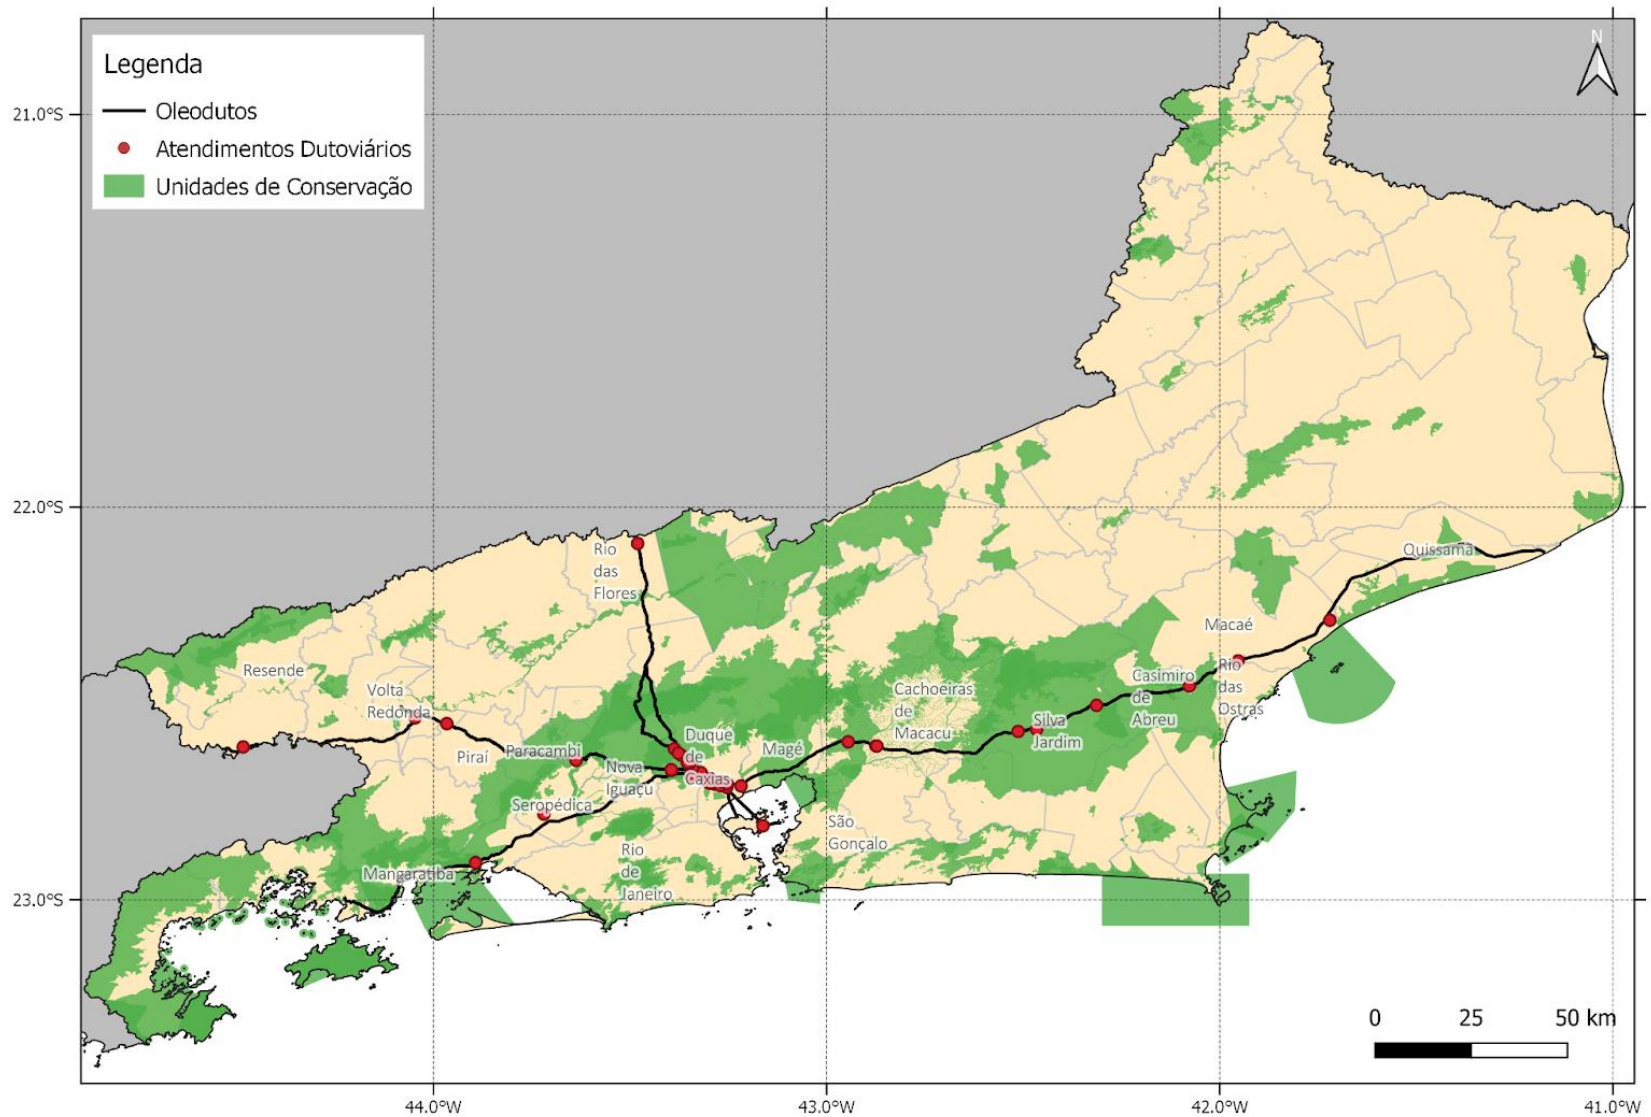 N
Legenda
Oleodutos
Atendimentos Dutoviários
Unidades de Conservação
21.0°S
22.0°S
23.0°S
Rio
das
Flores
Quissamã
Resende
Volta
Redonda
Macaé
Rio
das
Ostras
Casimiro
de
Abreu
Cachoeiras
de
Macacu
Silva
Jardim
Duque
de
Caxias
Magé
Piraí
Paracambi
Nova
Iguaçu
Seropédica
São
Gonçalo
Rio
de
Janeiro
Mangaratiba
0 25 50 km
44.0°W 43.0°W 42.0°W 41.0°W